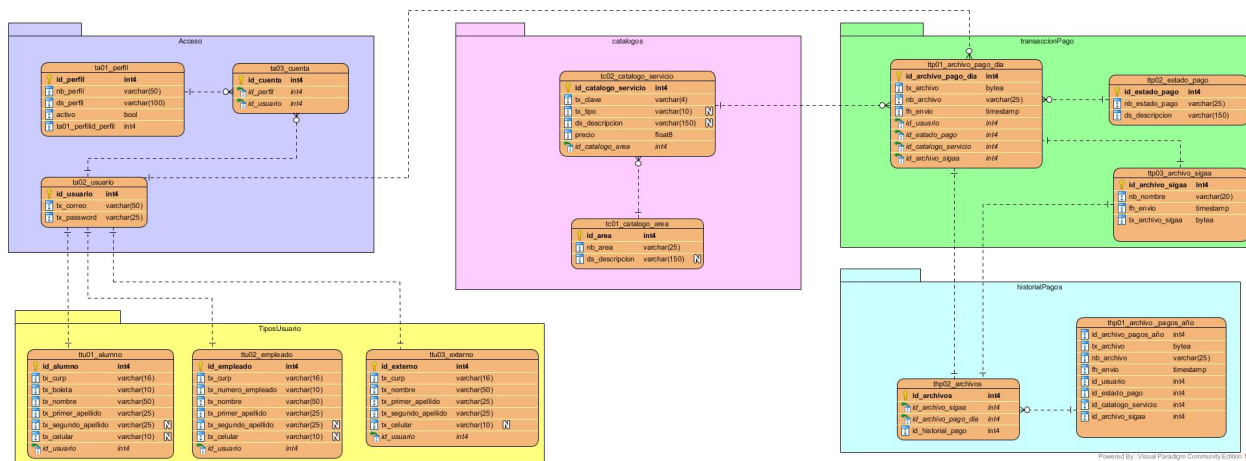 Acceso
ta01_perfil
id_perfil int4
nb_perfil varchar(50)
ds_perfil varchar(100)
activo bool
ta01_perfilid_perfil int4
ta03_cuenta
id_cuenta int4
id_perfil int4
id_usuario int4
ta02_usuario
id_usuario int4
tx_correo varchar(50)
tx_password varchar(25)
catalogos
tc02_catalogo_servicio
id_catalogo_servicio int4
tx_clave varchar(4)
tx_tipo varchar(10) N
ds_descripcion varchar(150) N
precio float8
id_catalogo_area int4
tc01_catalogo_area
id_area int4
nb_area varchar(25)
ds_descripcion varchar(150) N
transaccionPago
ttp01_archivo_pago_dia
id_archivo_pago_dia int4
tx_archivo bytea
nb_archivo varchar(25)
fh_envio timestamp
id_usuario int4
id_estado_pago int4
id_catalogo_servicio int4
id_archivo_sigaa int4
ttp02_estado_pago
id_estado_pago int4
nb_estado_pago varchar(25)
ds_descripcion varchar(150)
ttp03_archivo_sigaa
id_archivo_sigaa int4
nb_nombre varchar(20)
fh_envio timestamp
tx_archivo_sigaa bytea
TiposUsuario
ttu01_alumno
id_alumno int4
tx_curp varchar(16)
tx_boleta varchar(10)
tx_nombre varchar(50)
tx_primer_apellido varchar(25)
tx_segundo_apellido varchar(25) N
tx_celular varchar(10) N
id_usuario int4
ttu02_empleado
id_empleado int4
tx_curp varchar(16)
tx_numero_empleado varchar(10)
tx_nombre varchar(50)
tx_primer_apellido varchar(25)
tx_segundo_apellido varchar(25) N
tx_celular varchar(10) N
id_usuario int4
ttu03_externo
id_externo int4
tx_curp varchar(16)
tx_nombre varchar(50)
tx_primer_apellido varchar(25)
tx_segundo_apellido varchar(25)
tx_celular varchar(10) N
id_usuario int4
historialPagos
thp02_archivos
id_archivos int4
id_archivo_sigaa int4
id_archivo_pago_dia int4
id_historial_pago int4
thp01_archivo_pagos_año
id_archivo_pagos_año int4
tx_archivo bytea
nb_archivo varchar(25)
fh_envio timestamp
id_usuario int4
id_estado_pago int4
id_catalogo_servicio int4
id_archivo_sigaa int4
Powered By Visual Paradigm Community Edition